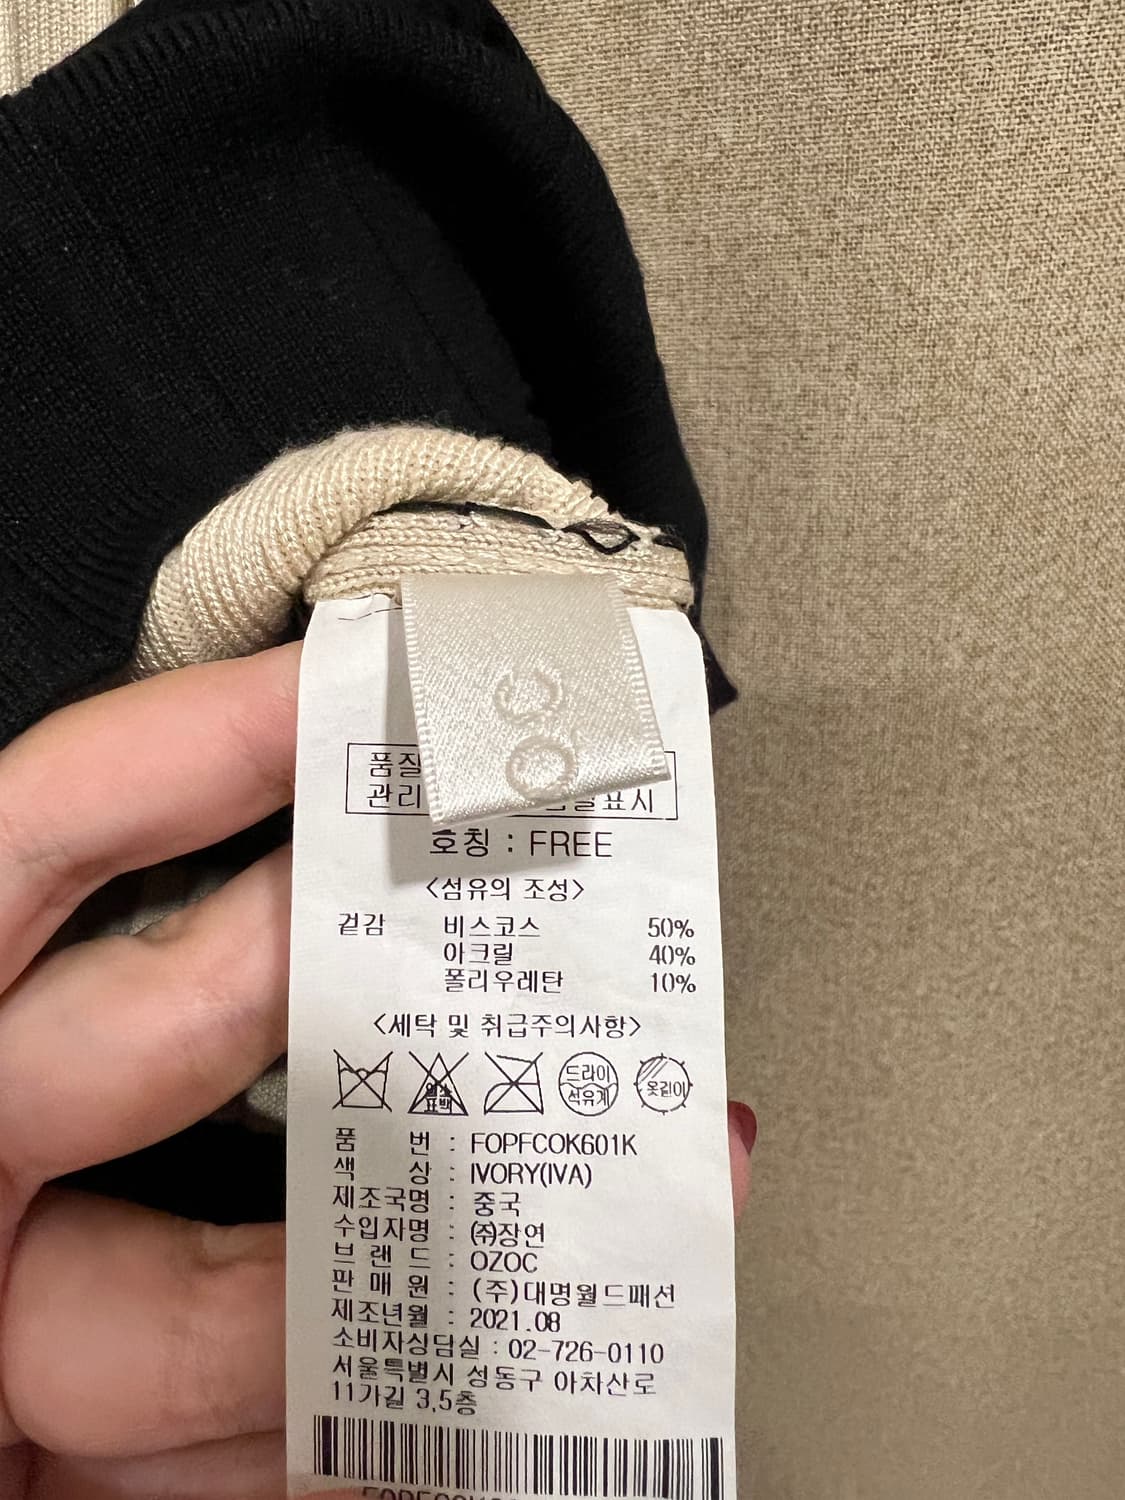 OC
품질
관리 표시
호칭 : FREE
<섬유의 조성>
겉감 비스코스 50%
아크릴 40%
폴리우레탄 10%
<세탁 및 취급주의사항>
표백 드라이 석유계 옷길이
품 번 : FOPFCOK601K
색 상 : IVORY(IVA)
제조국명 : 중국
수입자명 : ㈜장연
브 랜 드 : OZOC
판 매 원 : (주)대명월드패션
제조년월 : 2021.08
소비자상담실 : 02-726-0110
서울특별시 성동구 아차산로
11가길 3,5층